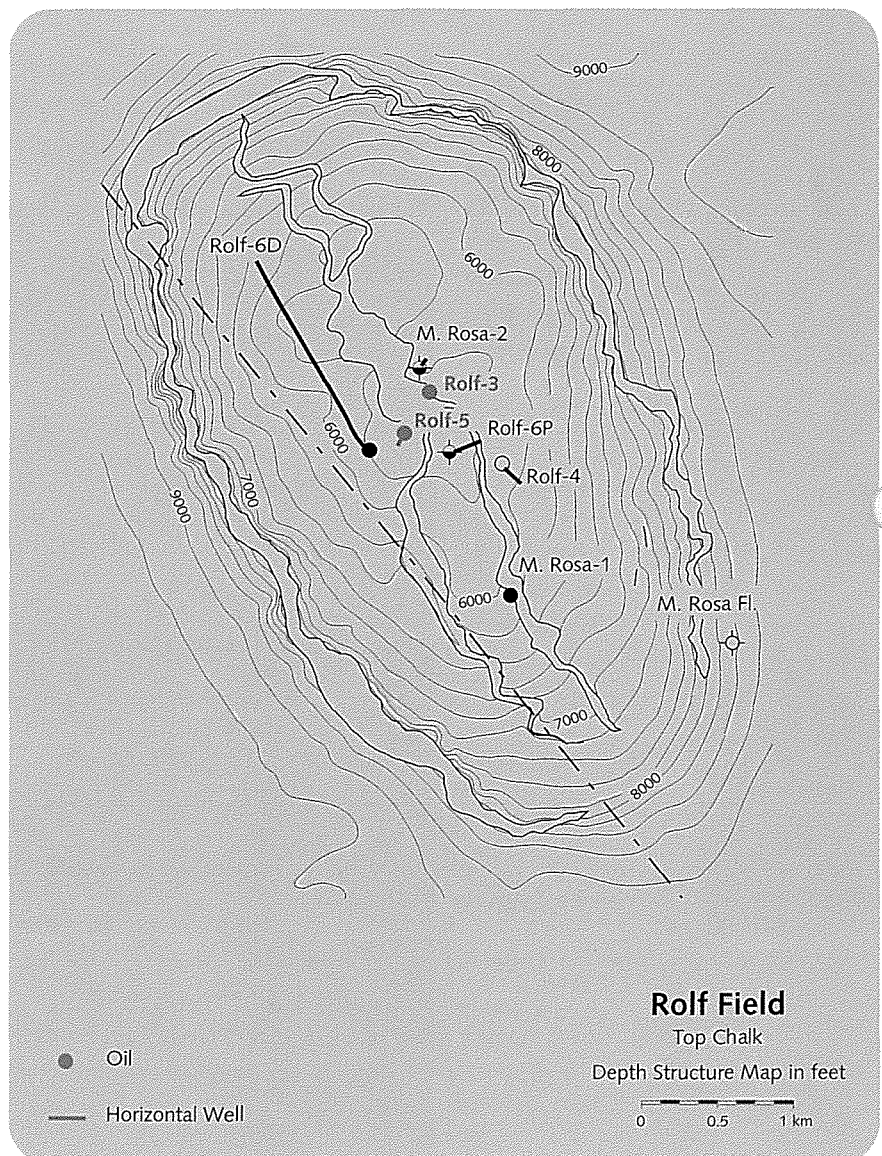 9000
8000
Rolf-6D
6000
M. Rosa-2
Rolf-3
Rolf-5
Rolf-6P
6000
Rolf-4
7000
9000
M. Rosa-1
6000
M. Rosa Fl.
7000
8000
Rolf Field
Top Chalk
Depth Structure Map in feet
0 0.5 1 km
Oil
Horizontal Well